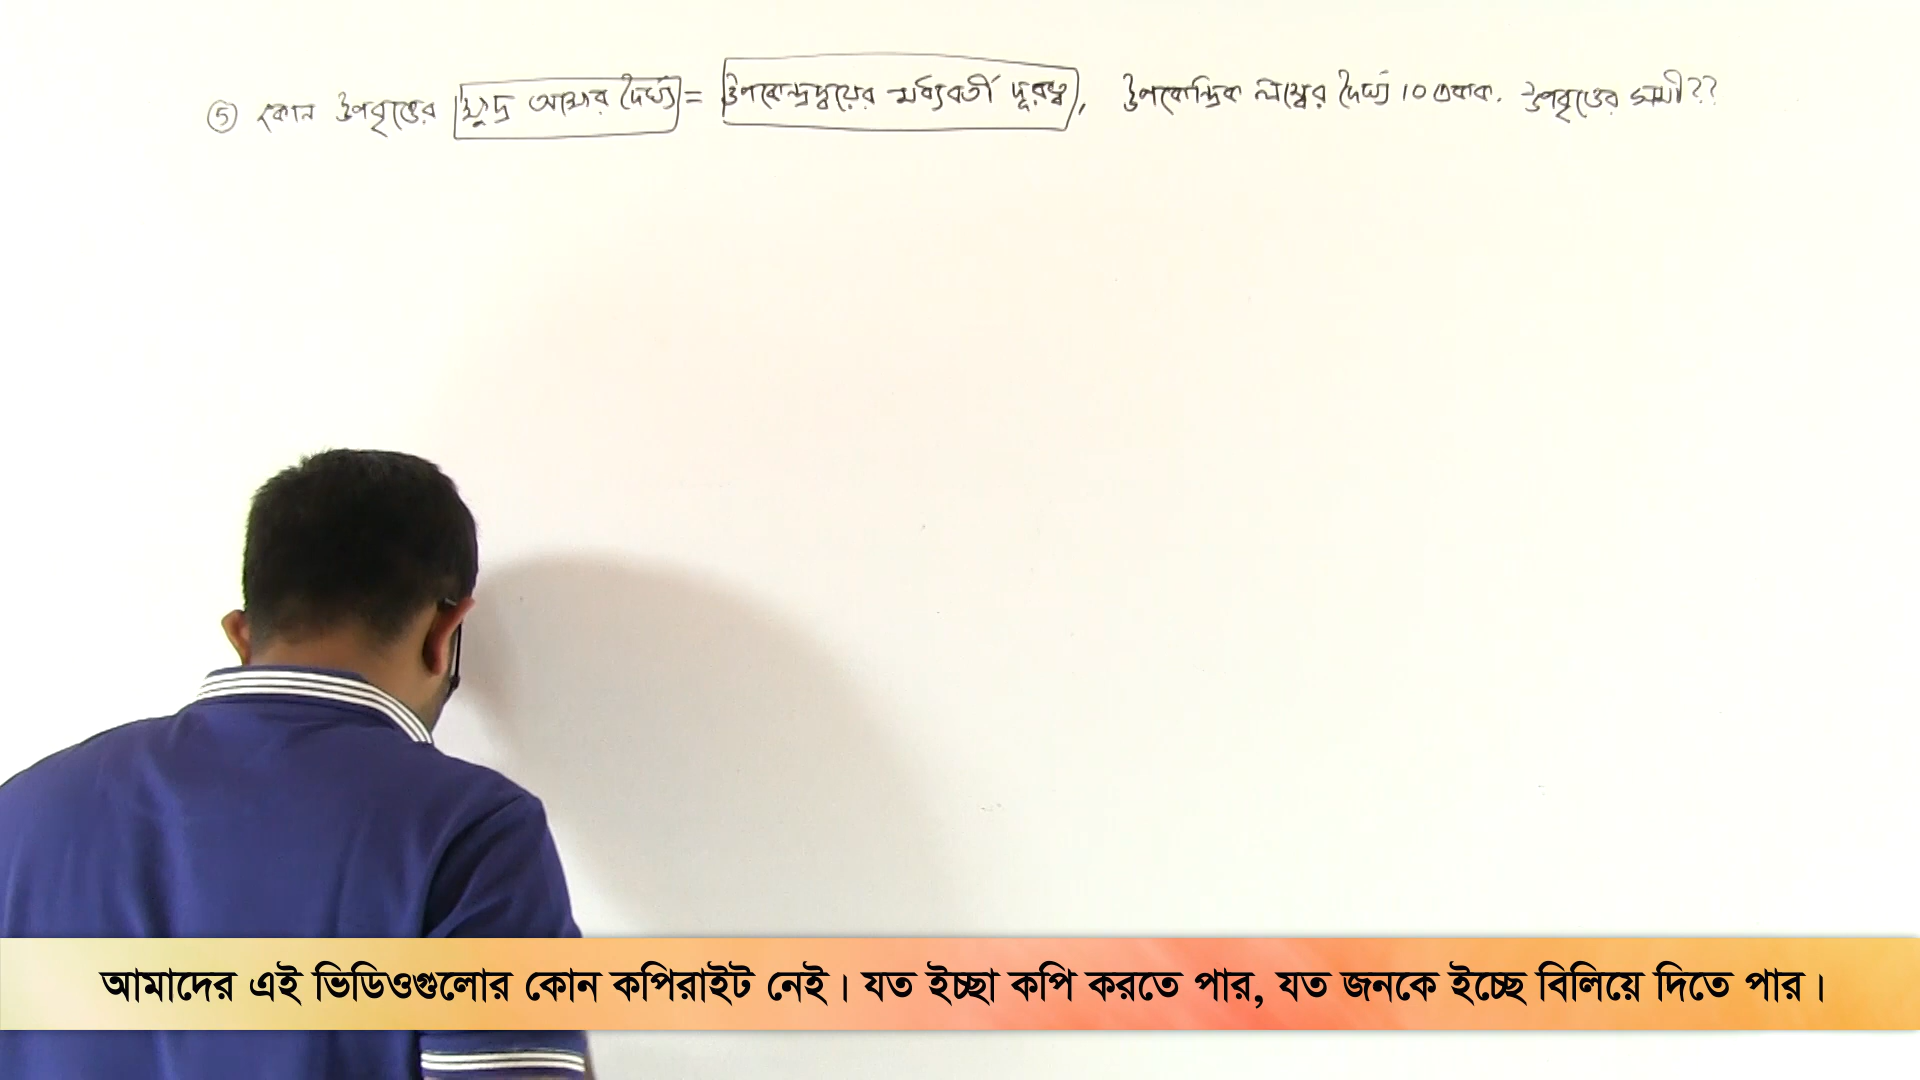 ⑤ কোন উপবৃত্তের ক্ষুদ্র অক্ষের দৈর্ঘ্য = উপকেন্দ্রদ্বয়ের মধ্যবর্তী দূরত্ব, উপকেন্দ্রিক লম্বের দৈর্ঘ্য 10 একক. উপবৃত্তের সমী??
আমাদের এই ভিডিওগুলোর কোন কপিরাইট নেই। যত ইচ্ছা কপি করতে পার, যত জনকে ইচ্ছে বিলিয়ে দিতে পার।